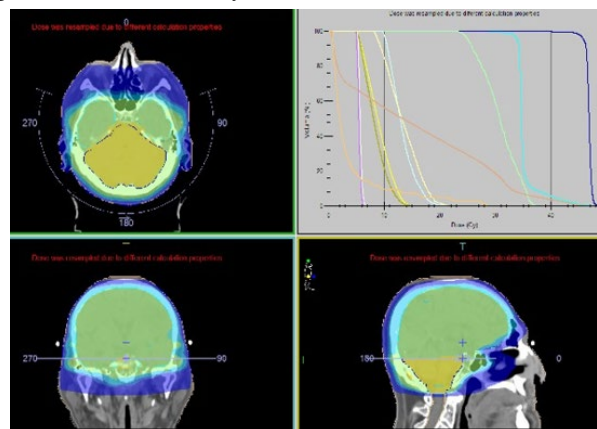 0
Dose was resampled due to different calculation properties
270
90
180
Dose was resampled due to different calculation properties
Volume (%)
100
80
60
40
20
0
0
10
20
30
40
Dose (Gy)
Dose was resampled due to different calculation properties
270
90
Dose was resampled due to different calculation properties
T
180
0